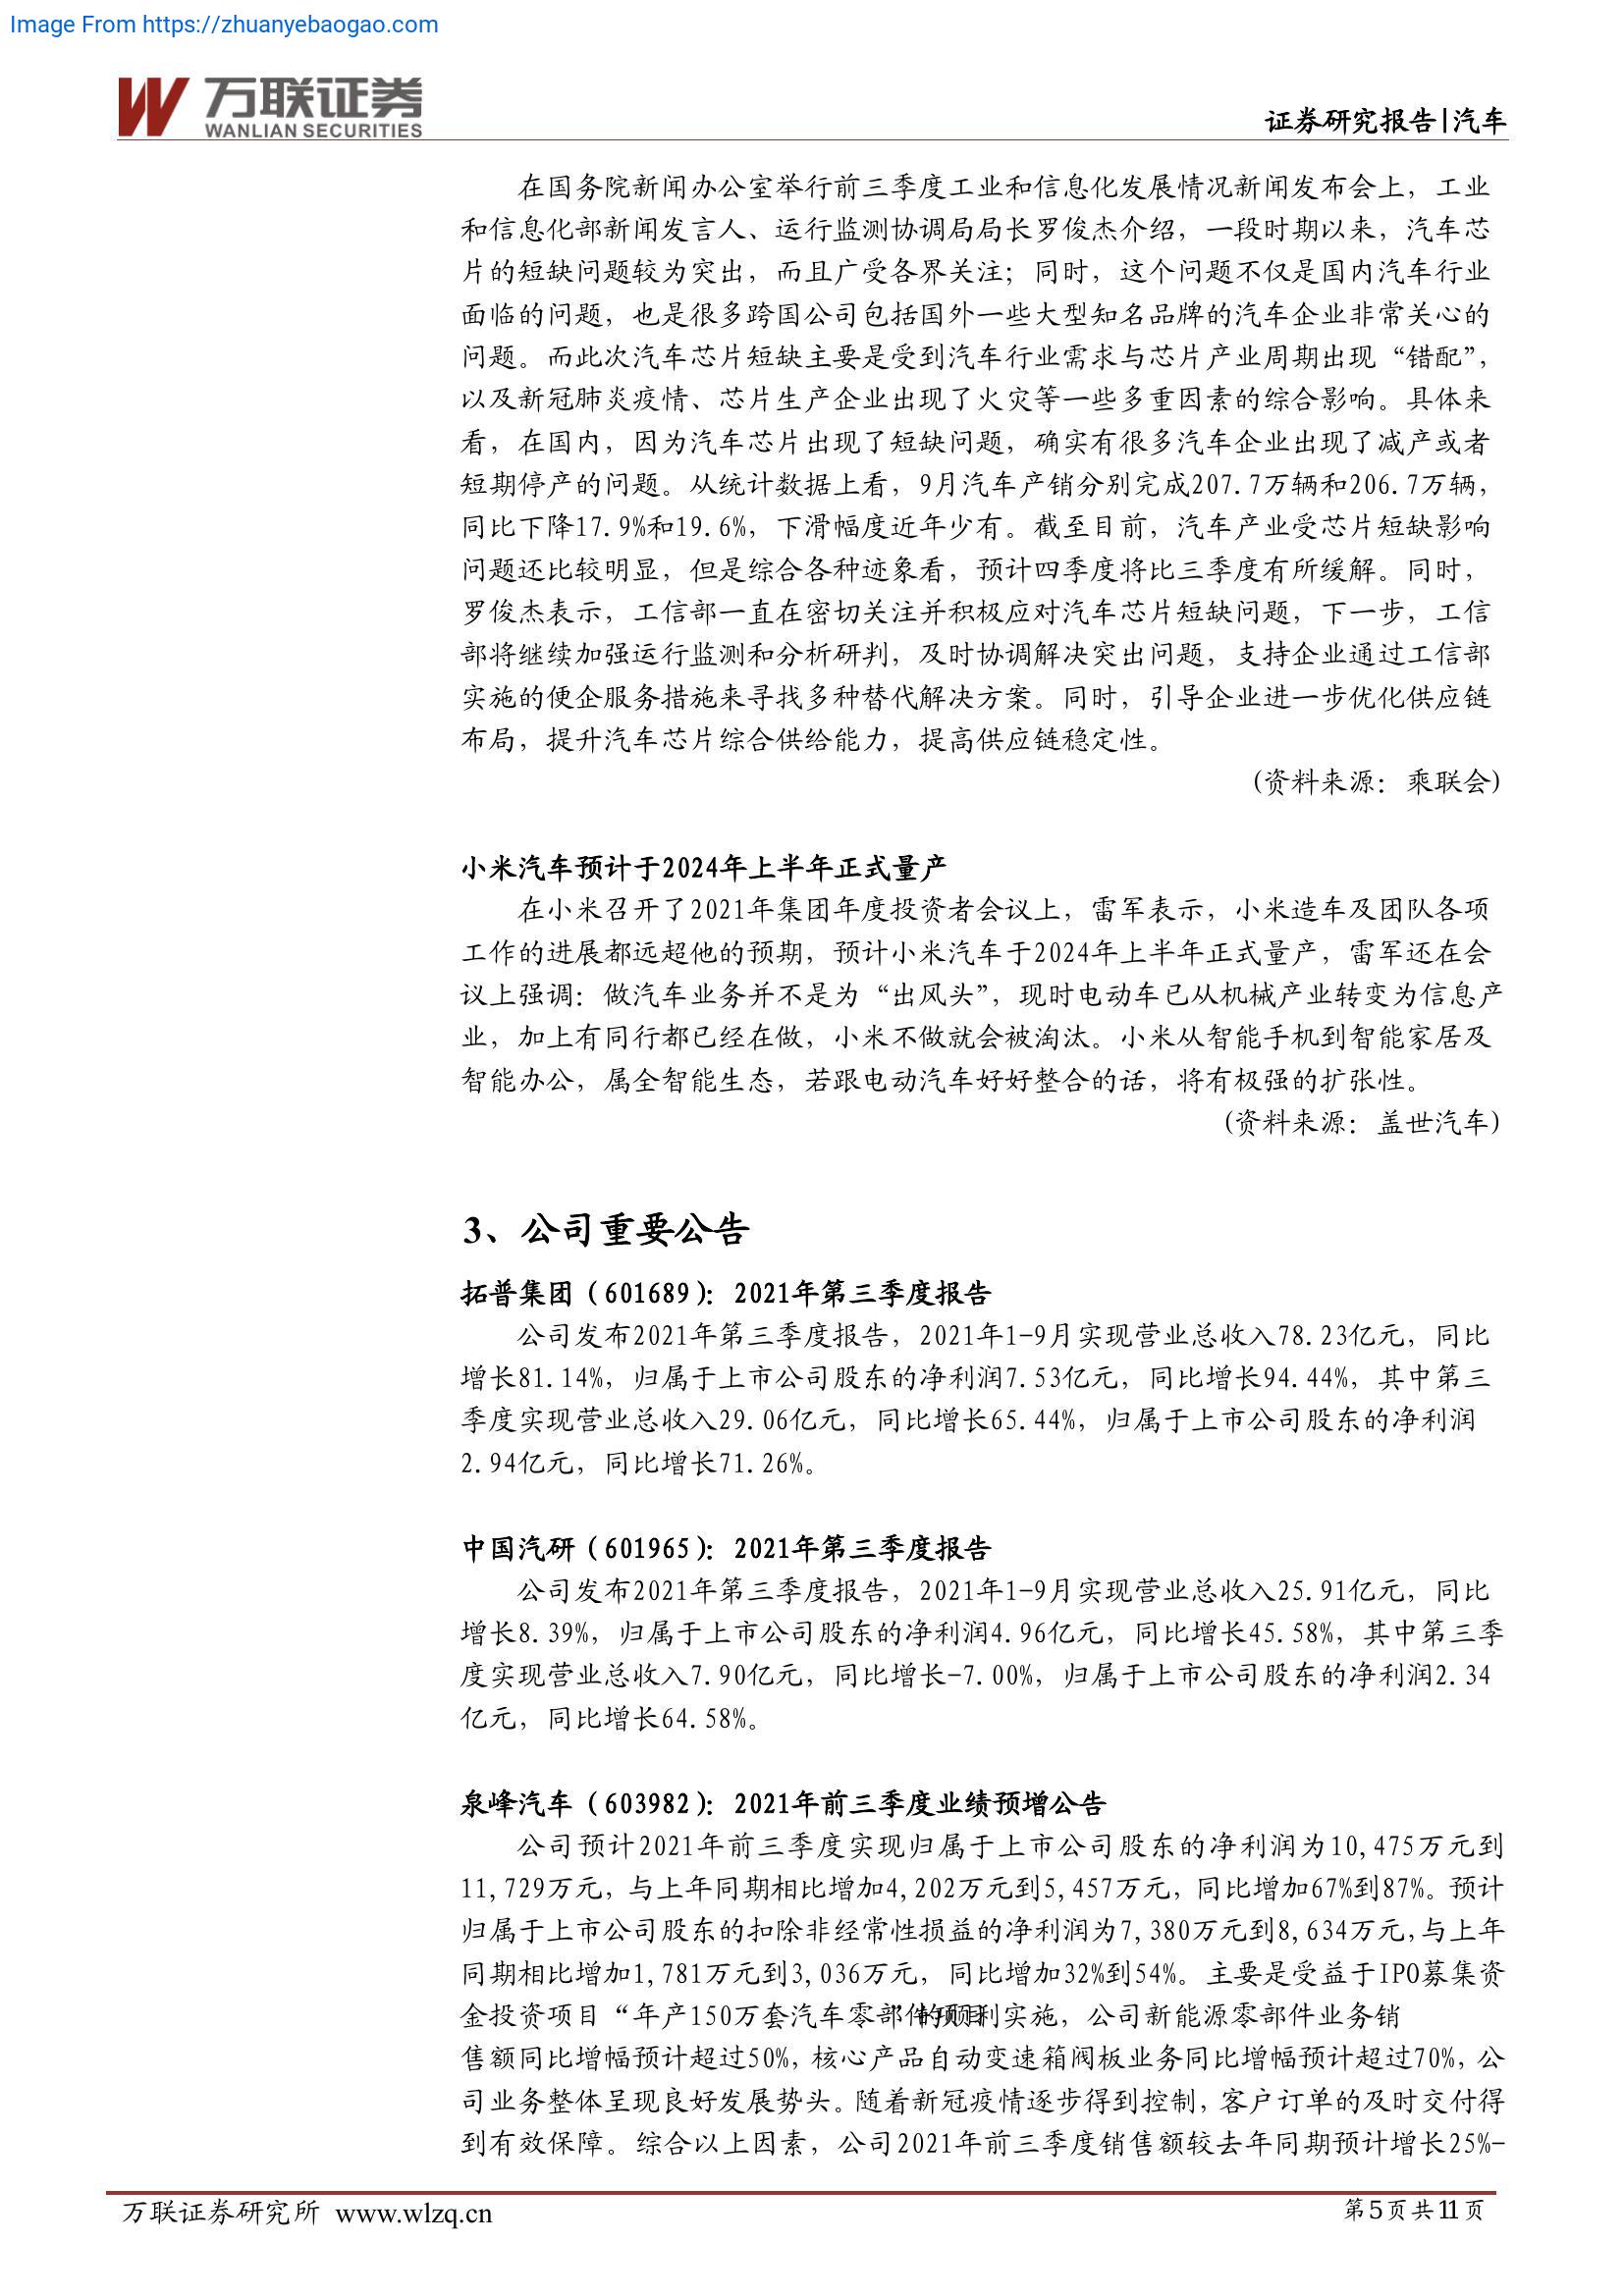 Image From https://zhuanyebaogao.com
万联证券
WANLIAN SECURITIES
证券研究报告|汽车
在国务院新闻办公室举行前三季度工业和信息化发展情况新闻发布会上，工业
和信息化部新闻发言人、运行监测协调局局长罗俊杰介绍，一段时期以来，汽车芯
片的短缺问题较为突出，而且广受各界关注；同时，这个问题不仅是国内汽车行业
面临的问题，也是很多跨国公司包括国外一些大型知名品牌的汽车企业非常关心的
问题。而此次汽车芯片短缺主要是受到汽车行业需求与芯片产业周期出现“错配”，
以及新冠肺炎疫情、芯片生产企业出现了火灾等一些多重因素的综合影响。具体来
看，在国内，因为汽车芯片出现了短缺问题，确实有很多汽车企业出现了减产或者
短期停产的问题。从统计数据上看，9月汽车产销分别完成207.7万辆和206.7万辆，
同比下降17.9%和19.6%，下滑幅度近年少有。截至目前，汽车产业受芯片短缺影响
问题还比较明显，但是综合各种迹象看，预计四季度将比三季度有所缓解。同时，
罗俊杰表示，工信部一直在密切关注并积极应对汽车芯片短缺问题，下一步，工信
部将继续加强运行监测和分析研判，及时协调解决突出问题，支持企业通过工信部
实施的便企服务措施来寻找多种替代解决方案。同时，引导企业进一步优化供应链
布局，提升汽车芯片综合供给能力，提高供应链稳定性。
(资料来源：乘联会)
小米汽车预计于2024年上半年正式量产
在小米召开了2021年集团年度投资者会议上，雷军表示，小米造车及团队各项
工作的进展都远超他的预期，预计小米汽车于2024年上半年正式量产，雷军还在会
议上强调：做汽车业务并不是为“出风头”，现时电动车已从机械产业转变为信息产
业，加上有同行都已经在做，小米不做就会被淘汰。小米从智能手机到智能家居及
智能办公，属全智能生态，若跟电动汽车好好整合的话，将有极强的扩张性。
(资料来源：盖世汽车)
3、公司重要公告
拓普集团（601689）：2021年第三季度报告
公司发布2021年第三季度报告，2021年1-9月实现营业总收入78.23亿元，同比
增长81.14%，归属于上市公司股东的净利润7.53亿元，同比增长94.44%，其中第三
季度实现营业总收入29.06亿元，同比增长65.44%，归属于上市公司股东的净利润
2.94亿元，同比增长71.26%。
中国汽研（601965）：2021年第三季度报告
公司发布2021年第三季度报告，2021年1-9月实现营业总收入25.91亿元，同比
增长8.39%，归属于上市公司股东的净利润4.96亿元，同比增长45.58%，其中第三季
度实现营业总收入7.90亿元，同比增长-7.00%，归属于上市公司股东的净利润2.34
亿元，同比增长64.58%。
泉峰汽车（603982）：2021年前三季度业绩预增公告
公司预计2021年前三季度实现归属于上市公司股东的净利润为10,475万元到
11,729万元，与上年同期相比增加4,202万元到5,457万元，同比增加67%到87%。预计
归属于上市公司股东的扣除非经常性损益的净利润为7,380万元到8,634万元，与上年
同期相比增加1,781万元到3,036万元，同比增加32%到54%。主要是受益于IPO募集资
金投资项目“年产150万套汽车零部件利实施，公司新能源零部件业务销
售额同比增幅预计超过50%，核心产品自动变速箱阀板业务同比增幅预计超过70%，公
司业务整体呈现良好发展势头。随着新冠疫情逐步得到控制，客户订单的及时交付得
到有效保障。综合以上因素，公司2021年前三季度销售额较去年同期预计增长25%-
万联证券研究所 www.wlzq.cn
第5页共11页